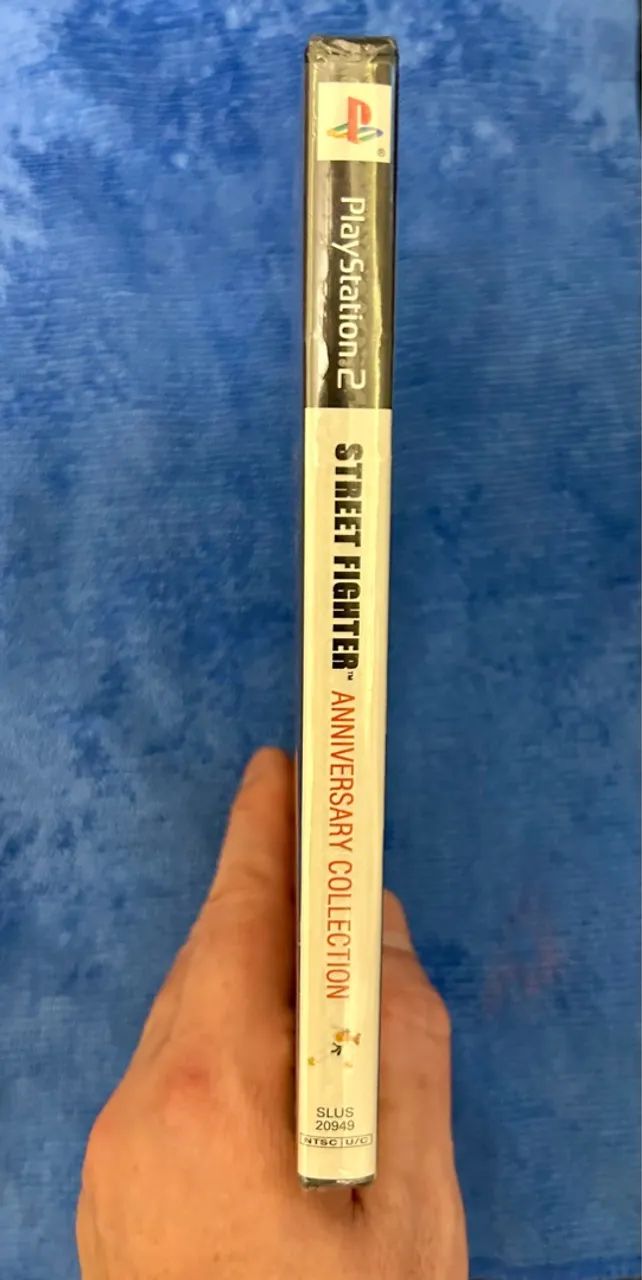 ®
PlayStation®2
STREET FIGHTER™ ANNIVERSARY COLLECTION
SLUS
20949
NTSC U/C